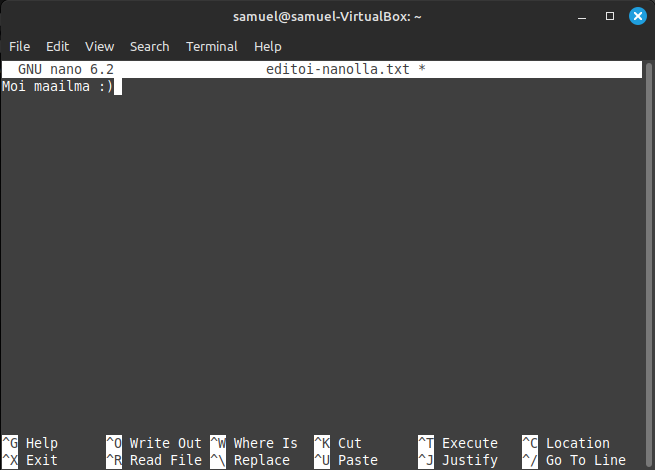 samuel@samuel-VirtualBox: ~
File Edit View Search Terminal Help
GNU nano 6.2 editoi-nanolla.txt *
Moi maailma :)
^G Help ^O Write Out ^W Where Is ^K Cut ^T Execute ^C Location
^X Exit ^R Read File ^\ Replace ^U Paste ^J Justify ^/ Go To Line